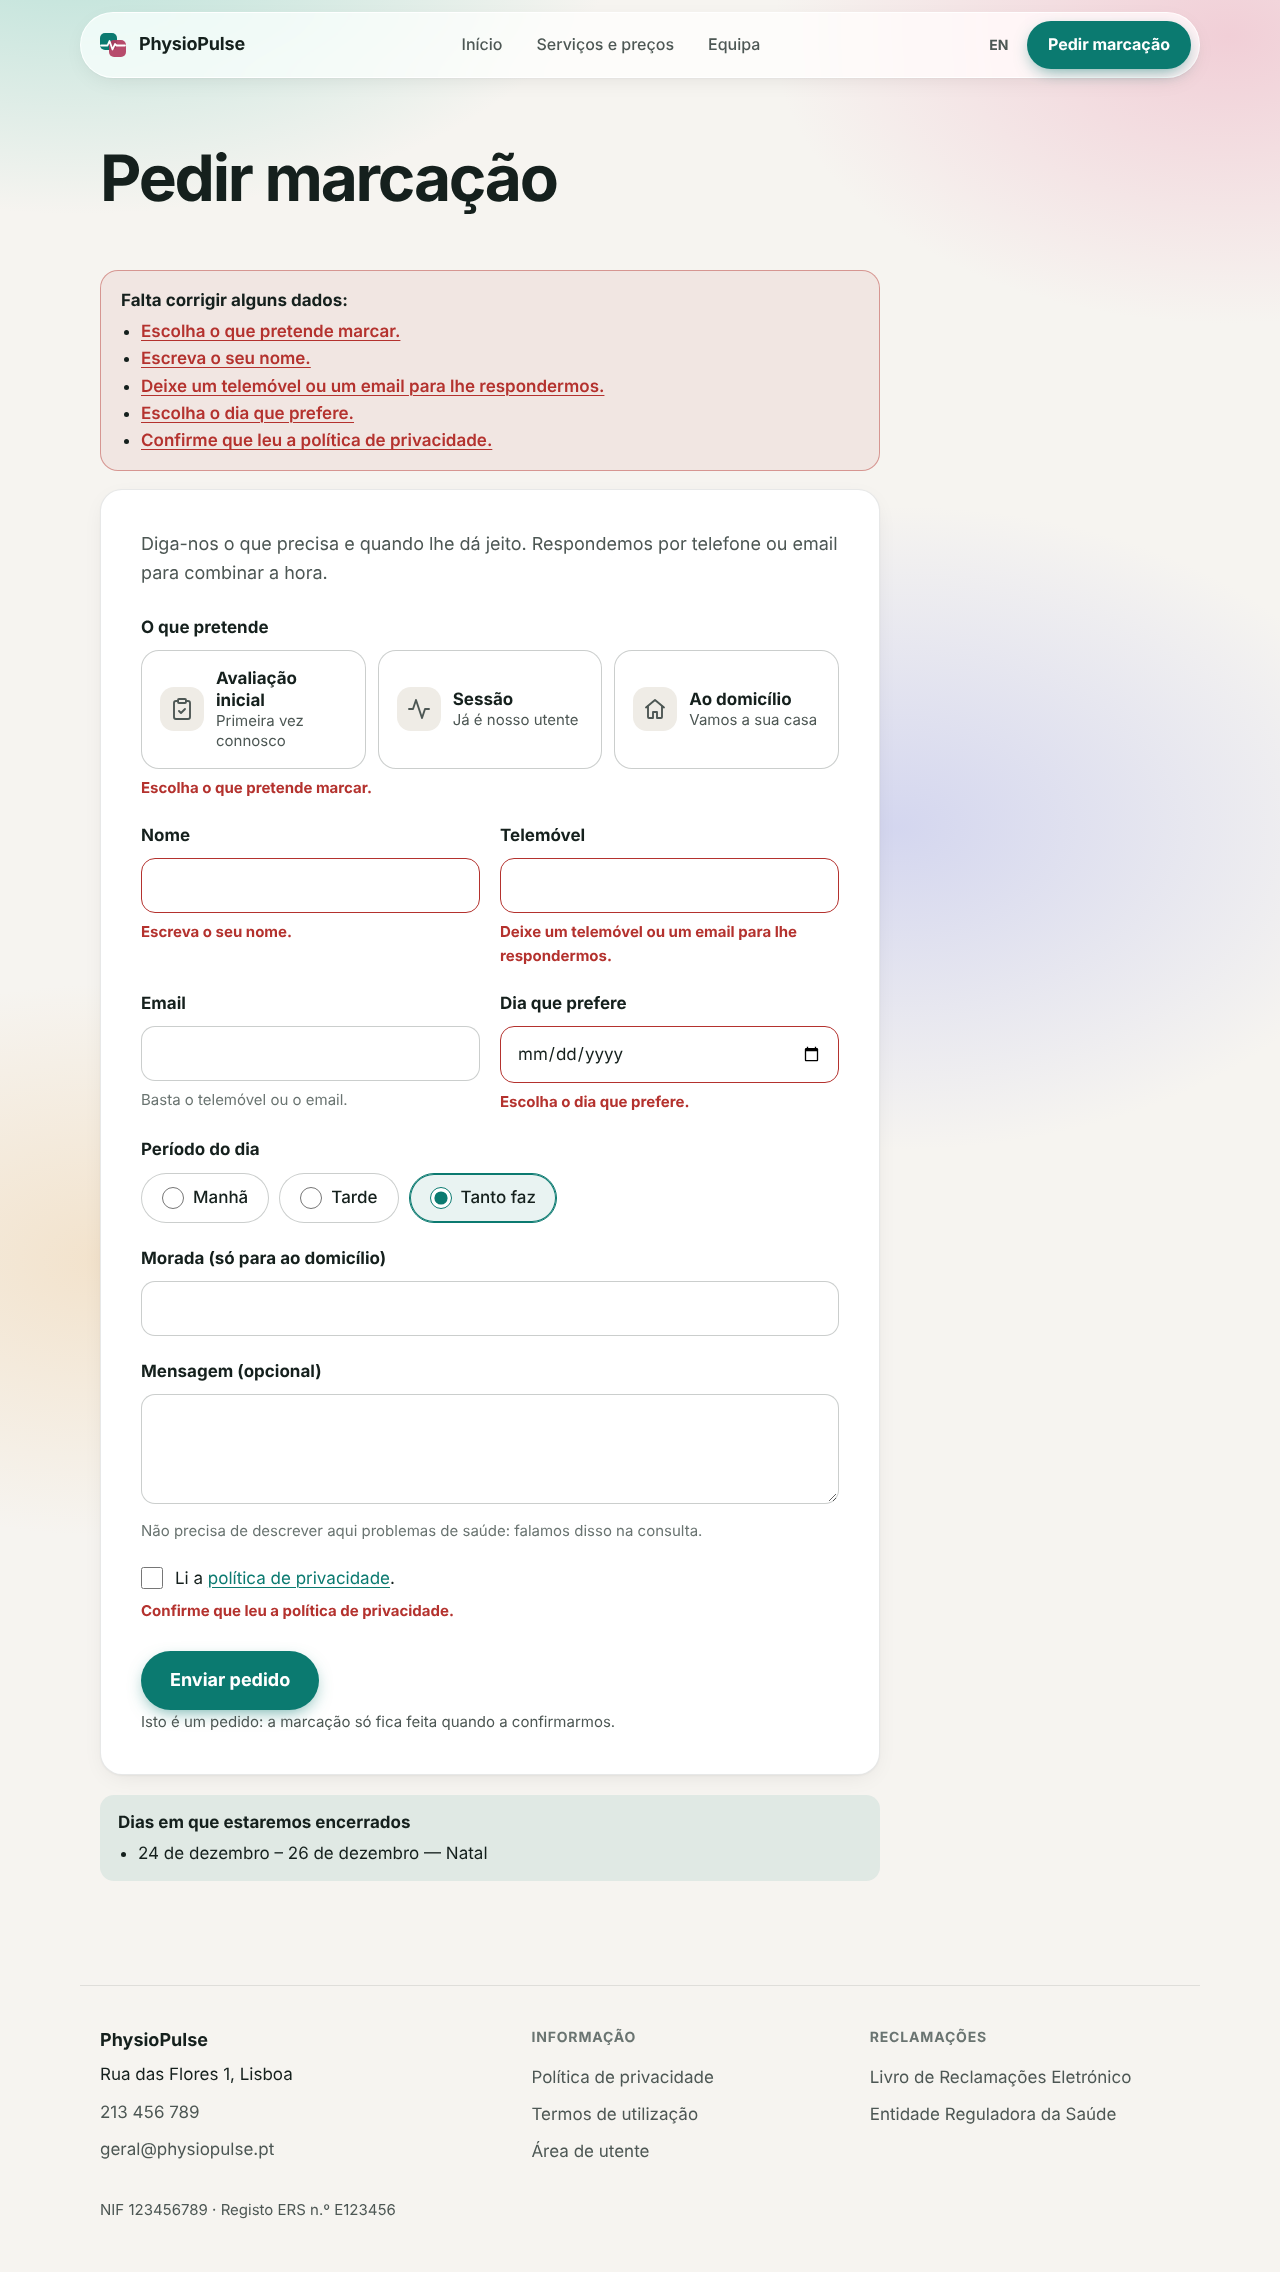 PhysioPulse
Início
Serviços e preços
Equipa
EN
Pedir marcação
Pedir marcação
Falta corrigir alguns dados:
Escolha o que pretende marcar.
Escreva o seu nome.
Deixe um telemóvel ou um email para lhe respondermos.
Escolha o dia que prefere.
Confirme que leu a política de privacidade.
Diga-nos o que precisa e quando lhe dá jeito. Respondemos por telefone ou email
para combinar a hora.
O que pretende
Avaliação
inicial
Primeira vez
connosco
Sessão
Já é nosso utente
Ao domicílio
Vamos a sua casa
Escolha o que pretende marcar.
Nome
Escreva o seu nome.
Telemóvel
Deixe um telemóvel ou um email para lhe
respondermos.
Email
Basta o telemóvel ou o email.
Dia que prefere
mm/dd/yyyy
Escolha o dia que prefere.
Período do dia
Manhã
Tarde
Tanto faz
Morada (só para ao domicílio)
Mensagem (opcional)
Não precisa de descrever aqui problemas de saúde: falamos disso na consulta.
Li a política de privacidade.
Confirme que leu a política de privacidade.
Enviar pedido
Isto é um pedido: a marcação só fica feita quando a confirmarmos.
Dias em que estaremos encerrados
24 de dezembro – 26 de dezembro — Natal
PhysioPulse
Rua das Flores 1, Lisboa
213 456 789
geral@physiopulse.pt
INFORMAÇÃO
Política de privacidade
Termos de utilização
Área de utente
RECLAMAÇÕES
Livro de Reclamações Eletrónico
Entidade Reguladora da Saúde
NIF 123456789 · Registo ERS n.º E123456